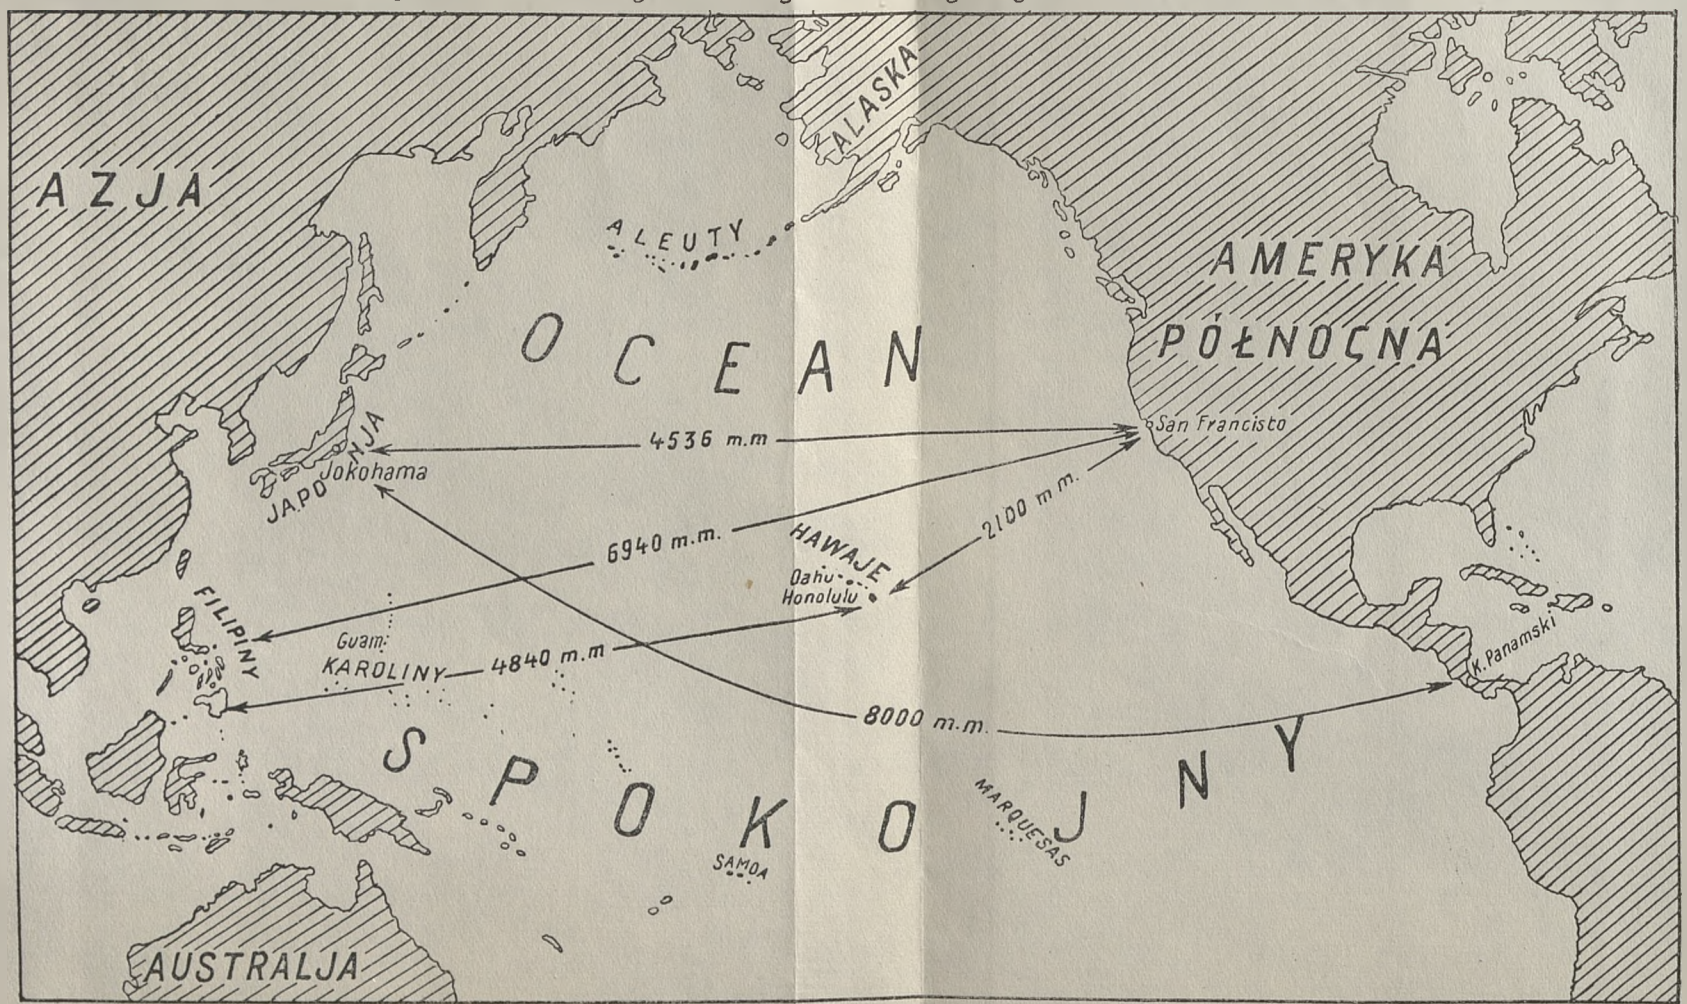 ALASKA
AZJA
ALEUTY
AMERYKA
PÓŁNOCNA
OCEAN
San Francisto
4536 m.m
JAPONJA
Jokohama
2100 m m.
6940 m.m.
HAWAJE
Oahu
Honolulu
FILIPINY
Guam
KAROLINY
4840 m.m
K. Panamski
8000 m.m.
SPOKOJNY
MARQUESAS
SAMOA
AUSTRALJA